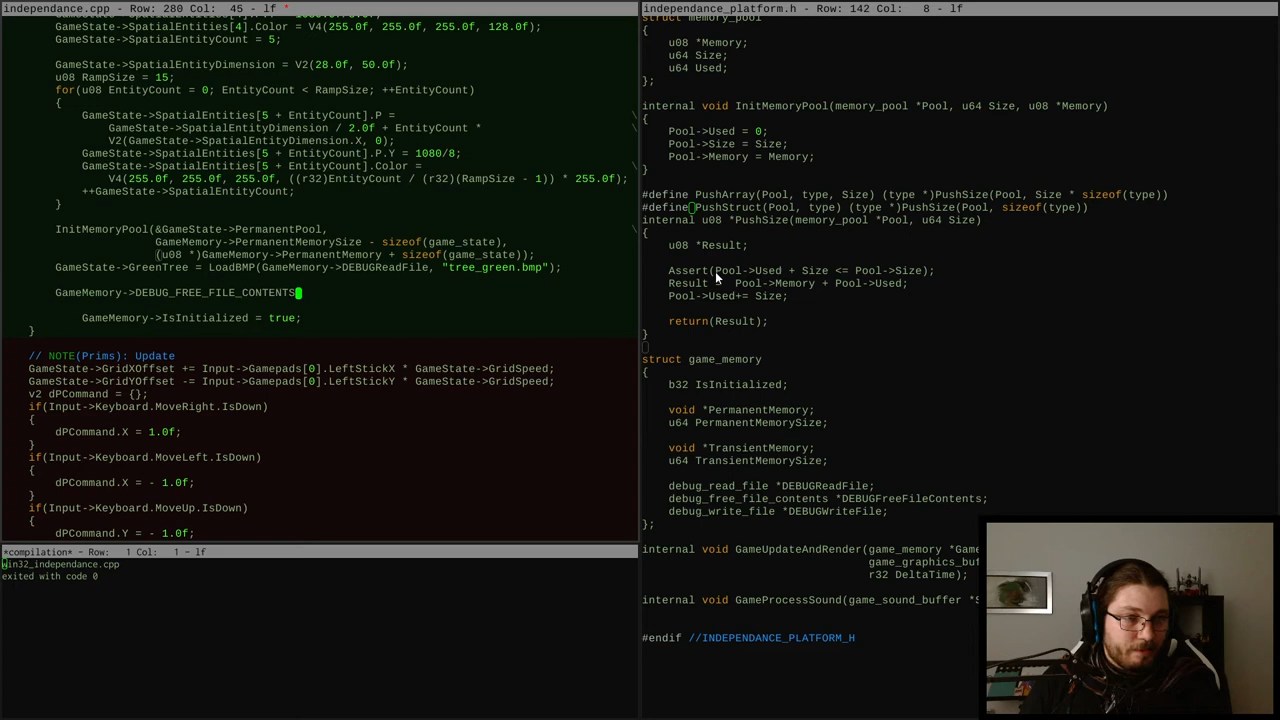 independance.cpp - Row: 280 Col: 45 - lf *
GameState->SpatialEntities[4].Color = V4(255.0f, 255.0f, 255.0f, 128.0f);
GameState->SpatialEntityCount = 5;
GameState->SpatialEntityDimension = V2(28.0f, 50.0f);
u08 RampSize = 15;
for(u08 EntityCount = 0; EntityCount < RampSize; ++EntityCount)
{
GameState->SpatialEntities[5 + EntityCount].P =
GameState->SpatialEntityDimension / 2.0f + EntityCount *
V2(GameState->SpatialEntityDimension.X, 0);
GameState->SpatialEntities[5 + EntityCount].P.Y = 1080/8;
GameState->SpatialEntities[5 + EntityCount].Color =
V4(255.0f, 255.0f, 255.0f, ((r32)EntityCount / (r32)(RampSize - 1)) * 255.0f);
++GameState->SpatialEntityCount;
}
InitMemoryPool(&GameState->PermanentPool,
GameMemory->PermanentMemorySize - sizeof(game_state),
(u08 *)GameMemory->PermanentMemory + sizeof(game_state));
GameState->GreenTree = LoadBMP(GameMemory->DEBUGReadFile, "tree_green.bmp");
GameMemory->DEBUG_FREE_FILE_CONTENTS
GameMemory->IsInitialized = true;
}
// NOTE(Prims): Update
GameState->GridXOffset += Input->Gamepads[0].LeftStickX * GameState->GridSpeed;
GameState->GridYOffset -= Input->Gamepads[0].LeftStickY * GameState->GridSpeed;
v2 dPCommand = {};
if(Input->Keyboard.MoveRight.IsDown)
{
dPCommand.X = 1.0f;
}
if(Input->Keyboard.MoveLeft.IsDown)
{
dPCommand.X = - 1.0f;
}
if(Input->Keyboard.MoveUp.IsDown)
{
dPCommand.Y = - 1.0f;
*compilation* - Row: 1 Col: 1 - lf
win32_independance.cpp
exited with code 0
independance_platform.h - Row: 142 Col: 8 - lf
struct memory_pool
{
u08 *Memory;
u64 Size;
u64 Used;
};
internal void InitMemoryPool(memory_pool *Pool, u64 Size, u08 *Memory)
{
Pool->Used = 0;
Pool->Size = Size;
Pool->Memory = Memory;
}
#define PushArray(Pool, type, Size) (type *)PushSize(Pool, Size * sizeof(type))
#define PushStruct(Pool, type) (type *)PushSize(Pool, sizeof(type))
internal u08 *PushSize(memory_pool *Pool, u64 Size)
{
u08 *Result;
Assert(Pool->Used + Size <= Pool->Size);
Result = Pool->Memory + Pool->Used;
Pool->Used+= Size;
return(Result);
}
struct game_memory
{
b32 IsInitialized;
void *PermanentMemory;
u64 PermanentMemorySize;
void *TransientMemory;
u64 TransientMemorySize;
debug_read_file *DEBUGReadFile;
debug_free_file_contents *DEBUGFreeFileContents;
debug_write_file *DEBUGWriteFile;
};
internal void GameUpdateAndRender(game_memory *Game
game_graphics_buf
r32 DeltaTime);
internal void GameProcessSound(game_sound_buffer *S
#endif //INDEPENDANCE_PLATFORM_H